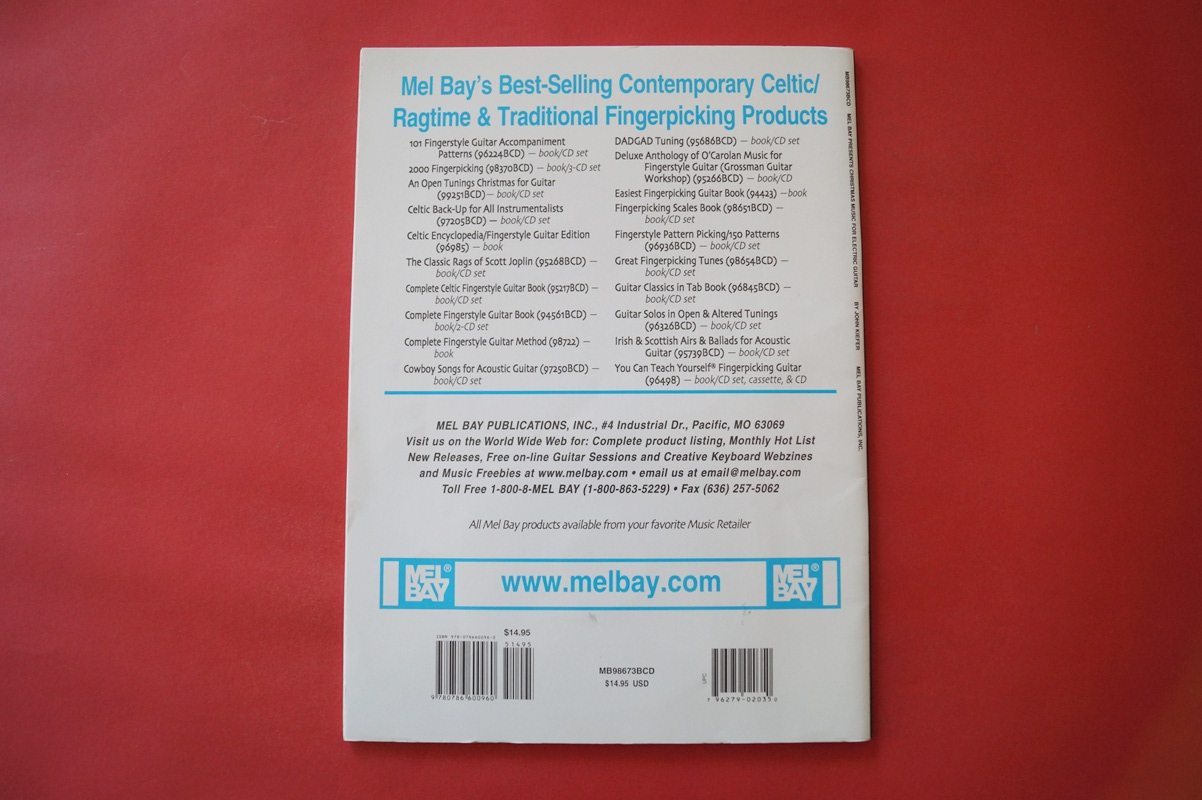 Mel Bay's Best-Selling Contemporary Celtic/
Ragtime & Traditional Fingerpicking Products
101 Fingerstyle Guitar Accompaniment
Patterns (96224BCD) — book/CD set
2000 Fingerpicking (98370BCD) — book/3-CD set
An Open Tunings Christmas for Guitar
(99251BCD) — book/CD set
Celtic Back-Up for All Instrumentalists
(97205BCD) — book/CD set
Celtic Encyclopedia/Fingerstyle Guitar Edition
(96985) — book
The Classic Rags of Scott Joplin (95268BCD) —
book/CD set
Complete Celtic Fingerstyle Guitar Book (95217BCD) —
book/CD set
Complete Fingerstyle Guitar Book (94561BCD) —
book/2-CD set
Complete Fingerstyle Guitar Method (98722) —
book
Cowboy Songs for Acoustic Guitar (97250BCD) —
book/CD set
DADGAD Tuning (95686BCD) — book/CD set
Deluxe Anthology of O'Carolan Music for
Fingerstyle Guitar (Grossman Guitar
Workshop) (95266BCD) — book/CD
Easiest Fingerpicking Guitar Book (94423) —book
Fingerpicking Scales Book (98651BCD) —
book/CD set
Fingerstyle Pattern Picking/150 Patterns
(96936BCD) — book/CD set
Great Fingerpicking Tunes (98654BCD) —
book/CD set
Guitar Classics in Tab Book (96845BCD) —
book/CD set
Guitar Solos in Open & Altered Tunings
(96326BCD) — book/CD set
Irish & Scottish Airs & Ballads for Acoustic
Guitar (95739BCD) — book/CD set
You Can Teach Yourself® Fingerpicking Guitar
(96498) — book/CD set, cassette, & CD
MEL BAY PUBLICATIONS, INC., #4 Industrial Dr., Pacific, MO 63069
Visit us on the World Wide Web for: Complete product listing, Monthly Hot List
New Releases, Free on-line Guitar Sessions and Creative Keyboard Webzines
and Music Freebies at www.melbay.com • email us at email@melbay.com
Toll Free 1-800-8-MEL BAY (1-800-863-5229) • Fax (636) 257-5062
All Mel Bay products available from your favorite Music Retailer
MEL BAY®
www.melbay.com
MEL BAY®
$14.95
51495
9 780786 600960
MB98673BCD
$14.95 USD
7 96279 02035
MB98673BCD MEL BAY PRESENTS CHRISTMAS MUSIC FOR ELECTRIC GUITAR BY JOHN KIEFER MEL BAY PUBLICATIONS, INC.